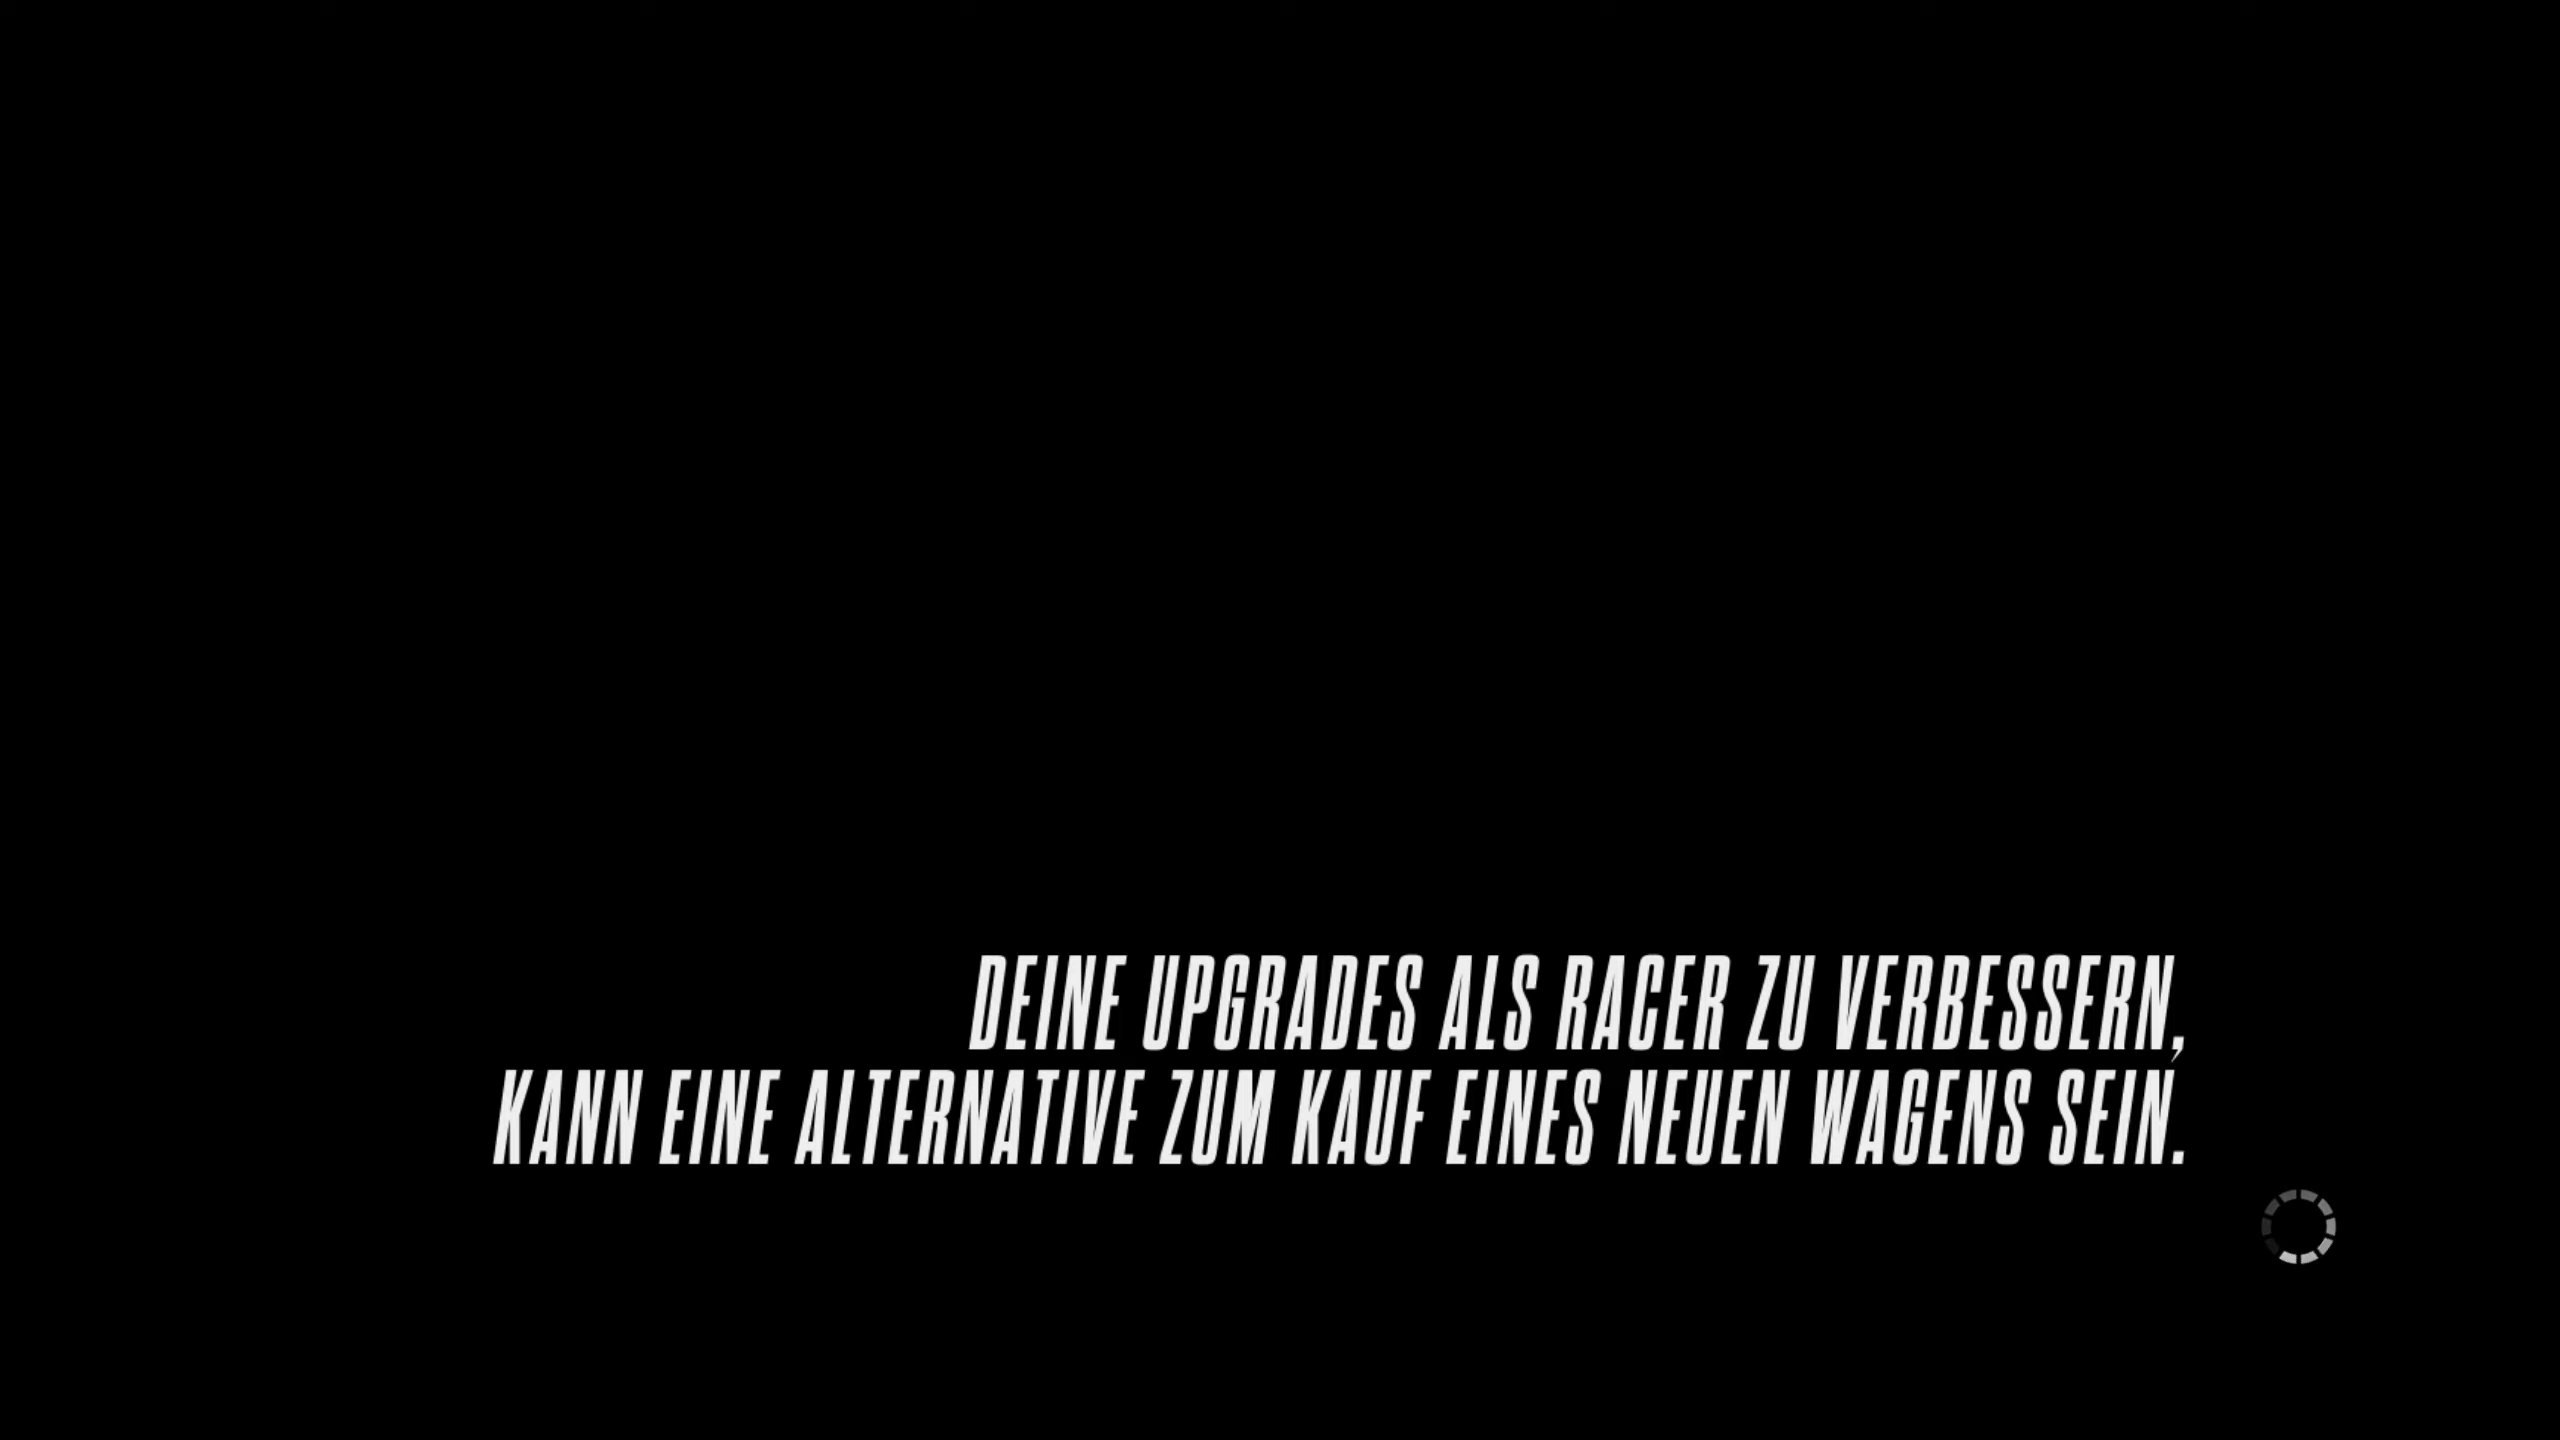 DEINE UPGRADES ALS RACER ZU VERBESSERN,
KANN EINE ALTERNATIVE ZUM KAUF EINES NEUEN WAGENS SEIN.